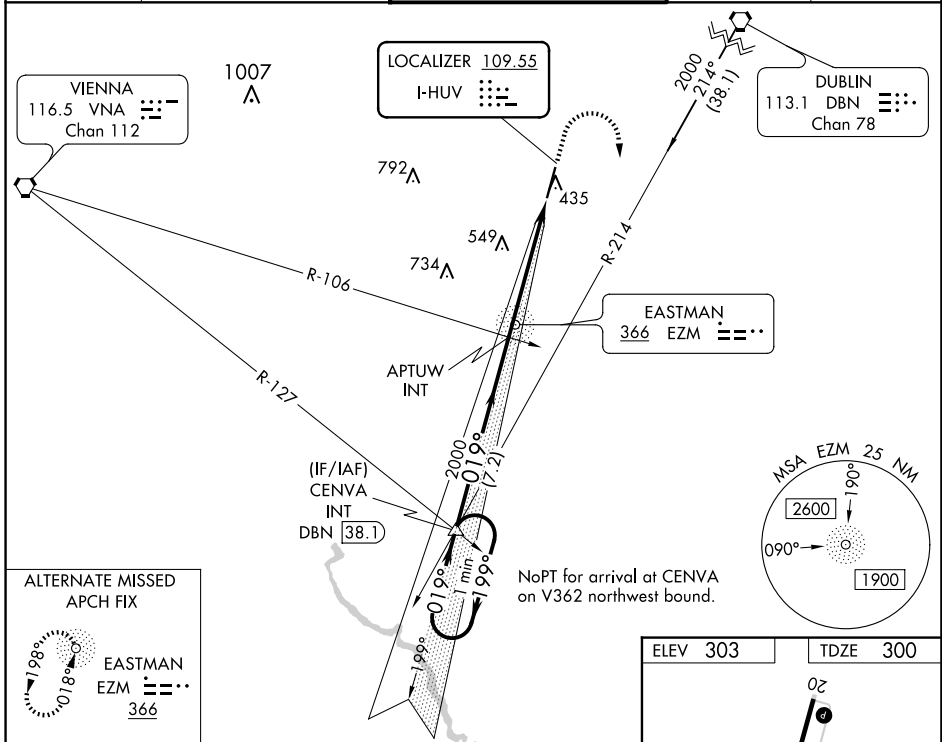 VIENNA
116.5 VNA
Chan 112
1007
LOCALIZER 109.55
I-HUV
DUBLIN
113.1 DBN
Chan 78
2000
214°
(38.1)
792
435
549
734
R-214
R-106
EASTMAN
366 EZM
APTUW
INT
R-127
2000
019°
(7.2)
(IF/IAF)
CENVA
INT
DBN 38.1
019°
1 min
199°
199°
NoPT for arrival at CENVA
on V362 northwest bound.
MSA EZM 25 NM
190°
2600
090°
1900
ALTERNATE MISSED
APCH FIX
198°
018°
EASTMAN
EZM
366
ELEV 303
TDZE 300
20
P